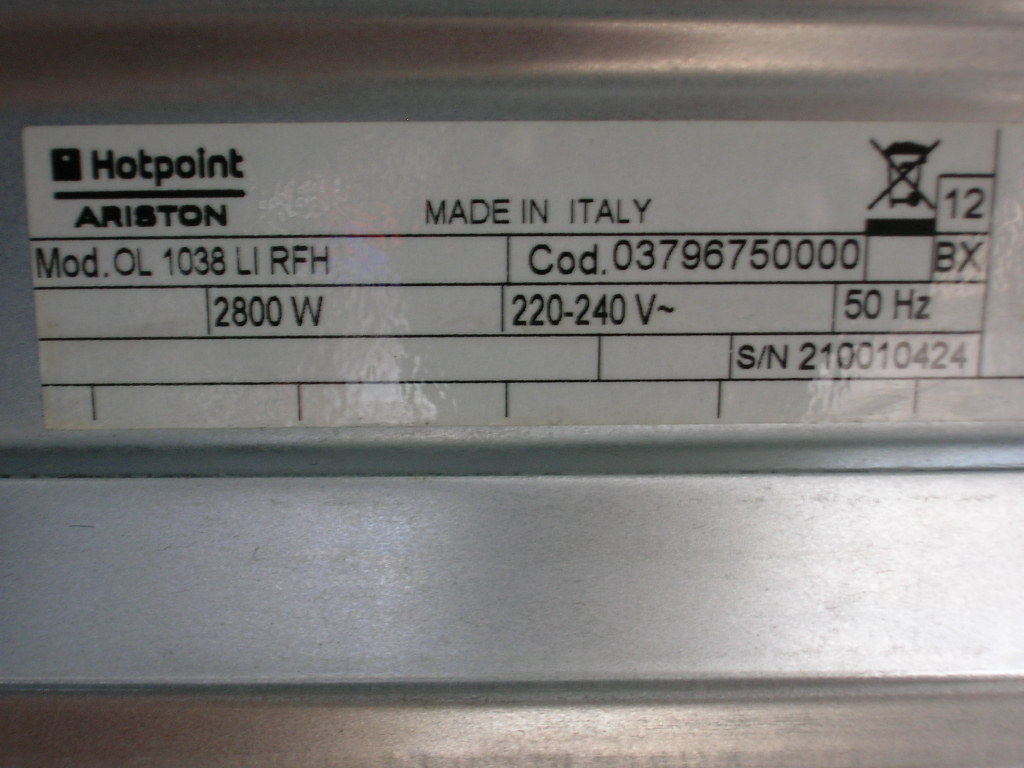 Hotpoint
ARISTON
MADE IN ITALY
12
Mod. OL 1038 LI RFH
Cod. 03796750000
BX
2800 W
220-240 V~
50 Hz
S/N 210010424